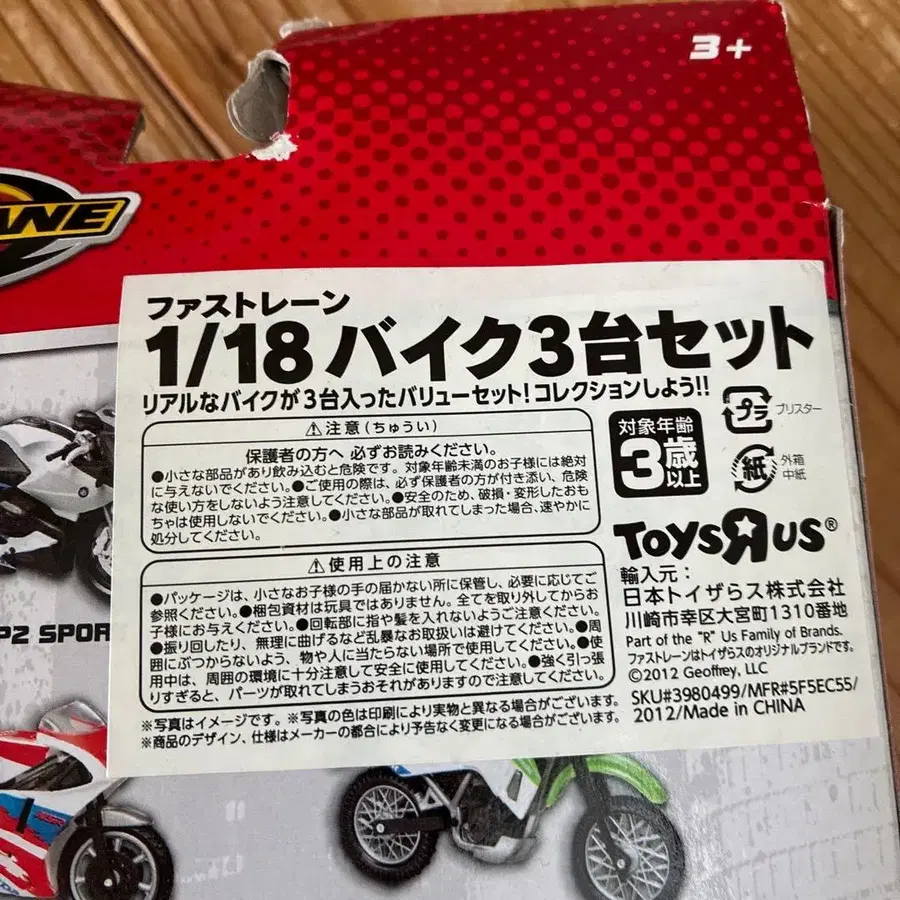 3+
ANE
ファストレーン
1/18 バイク3台セット
リアルなバイクが3台入ったバリューセット!コレクションしよう!!
⚠注意(ちゅうい)
保護者の方へ 必ずお読みください。
●小さな部品があり飲み込むと危険です。対象年齢未満のお子様には絶対
に与えないでください。●ご使用の際は、必ず保護者の方が付き添い、危険
な使い方をしないよう注意してください。●安全のため、破損・変形したおも
ちゃは使用しないでください。●小さな部品が取れてしまった場合、速やかに
処分してください。
対象年齢
3歳以上
プラ
ブリスター
紙
外箱
中紙
⚠使用上の注意
●パッケージは、小さなお子様の手の届かない所に保管し、必要に応じてご
参照ください。●梱包資材は玩具ではありません。全てを取り外してからお
子様にお与えください。●回転部に指や髪を入れないようご注意ください。
●振り回したり、無理に曲げるなど乱暴なお取扱いは避けてください。●周
囲にぶつからないよう、物や人に当たらない場所で使用してください。●使
用中は、周囲の環境に十分注意して安全に使用してください。●強く引っ張
りすぎると、パーツが取れてしまうおそれがありますので注意してください。
※写真はイメージです。※写真の色は印刷により実物と異なる場合がございます。
※商品のデザイン、仕様はメーカーの都合により予告なく変更になる場合がございます。
TOYSRUS®
輸入元:
日本トイザらス株式会社
川崎市幸区大宮町1310番地
Part of the "R" Us Family of Brands.
ファストレーンはトイザらスのオリジナルブランドです。
©2012 Geoffrey, LLC
SKU#3980499/MFR#5F5EC55/
2012/Made in CHINA
P2 SPOR